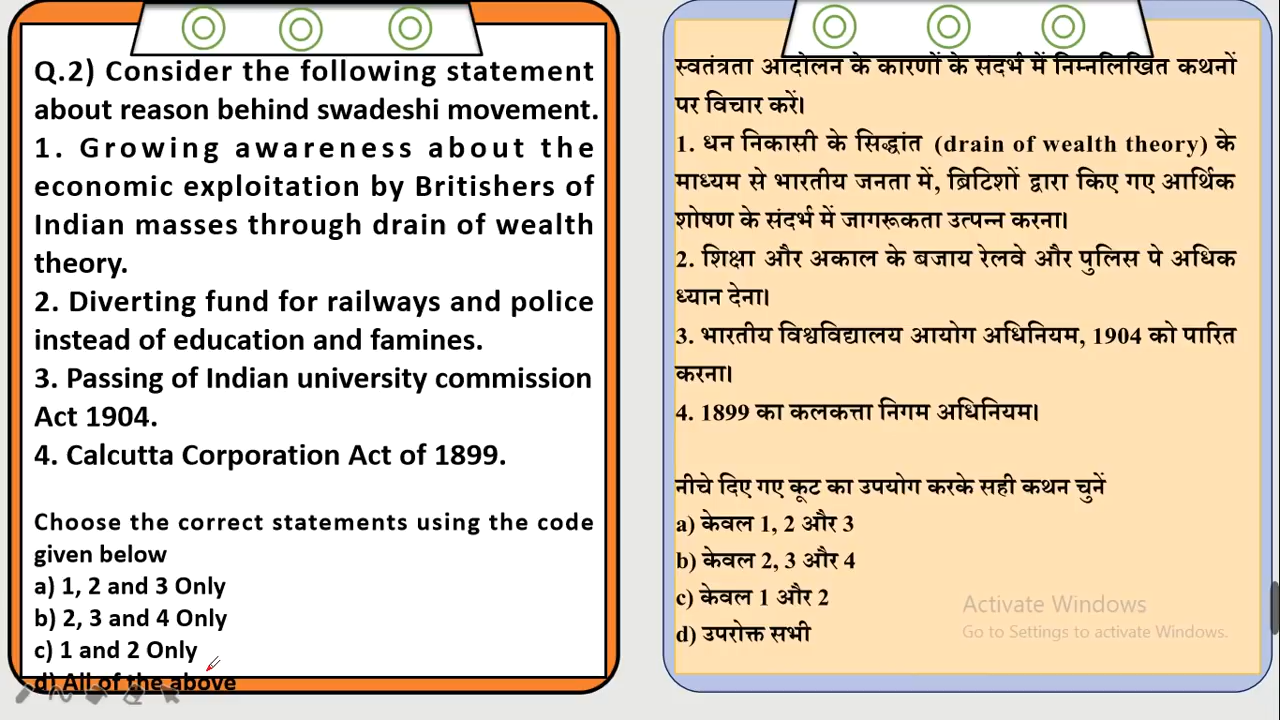 Q.2) Consider the following statement
about reason behind swadeshi movement.
1. Growing awareness about the
economic exploitation by Britishers of
Indian masses through drain of wealth
theory.
2. Diverting fund for railways and police
instead of education and famines.
3. Passing of Indian university commission
Act 1904.
4. Calcutta Corporation Act of 1899.
Choose the correct statements using the code
given below
a) 1, 2 and 3 Only
b) 2, 3 and 4 Only
c) 1 and 2 Only
d) All of the above
स्वतंत्रता आंदोलन के कारणों के सदर्भ में निम्नलिखित कथनों
पर विचार करें।
1. धन निकासी के सिद्धांत (drain of wealth theory) के
माध्यम से भारतीय जनता में, ब्रिटिशों द्वारा किए गए आर्थिक
शोषण के संदर्भ में जागरूकता उत्पन्न करना।
2. शिक्षा और अकाल के बजाय रेलवे और पुलिस पे अधिक
ध्यान देना।
3. भारतीय विश्वविद्यालय आयोग अधिनियम, 1904 को पारित
करना।
4. 1899 का कलकत्ता निगम अधिनियम।
नीचे दिए गए कूट का उपयोग करके सही कथन चुनें
a) केवल 1, 2 और 3
b) केवल 2, 3 और 4
c) केवल 1 और 2
d) उपरोक्त सभी
Activate Windows
Go to Settings to activate Windows.